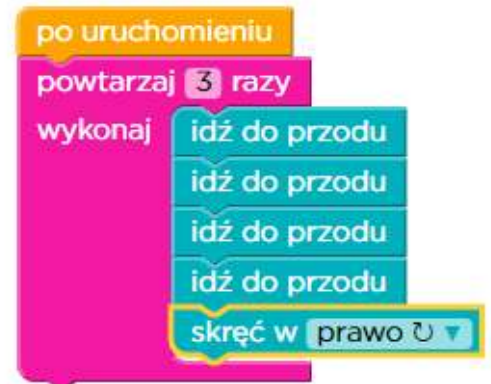 po uruchomieniu
powtarzaj 3 razy
wykonaj idź do przodu
idź do przodu
idź do przodu
idź do przodu
skręć w prawo ↻ ▼